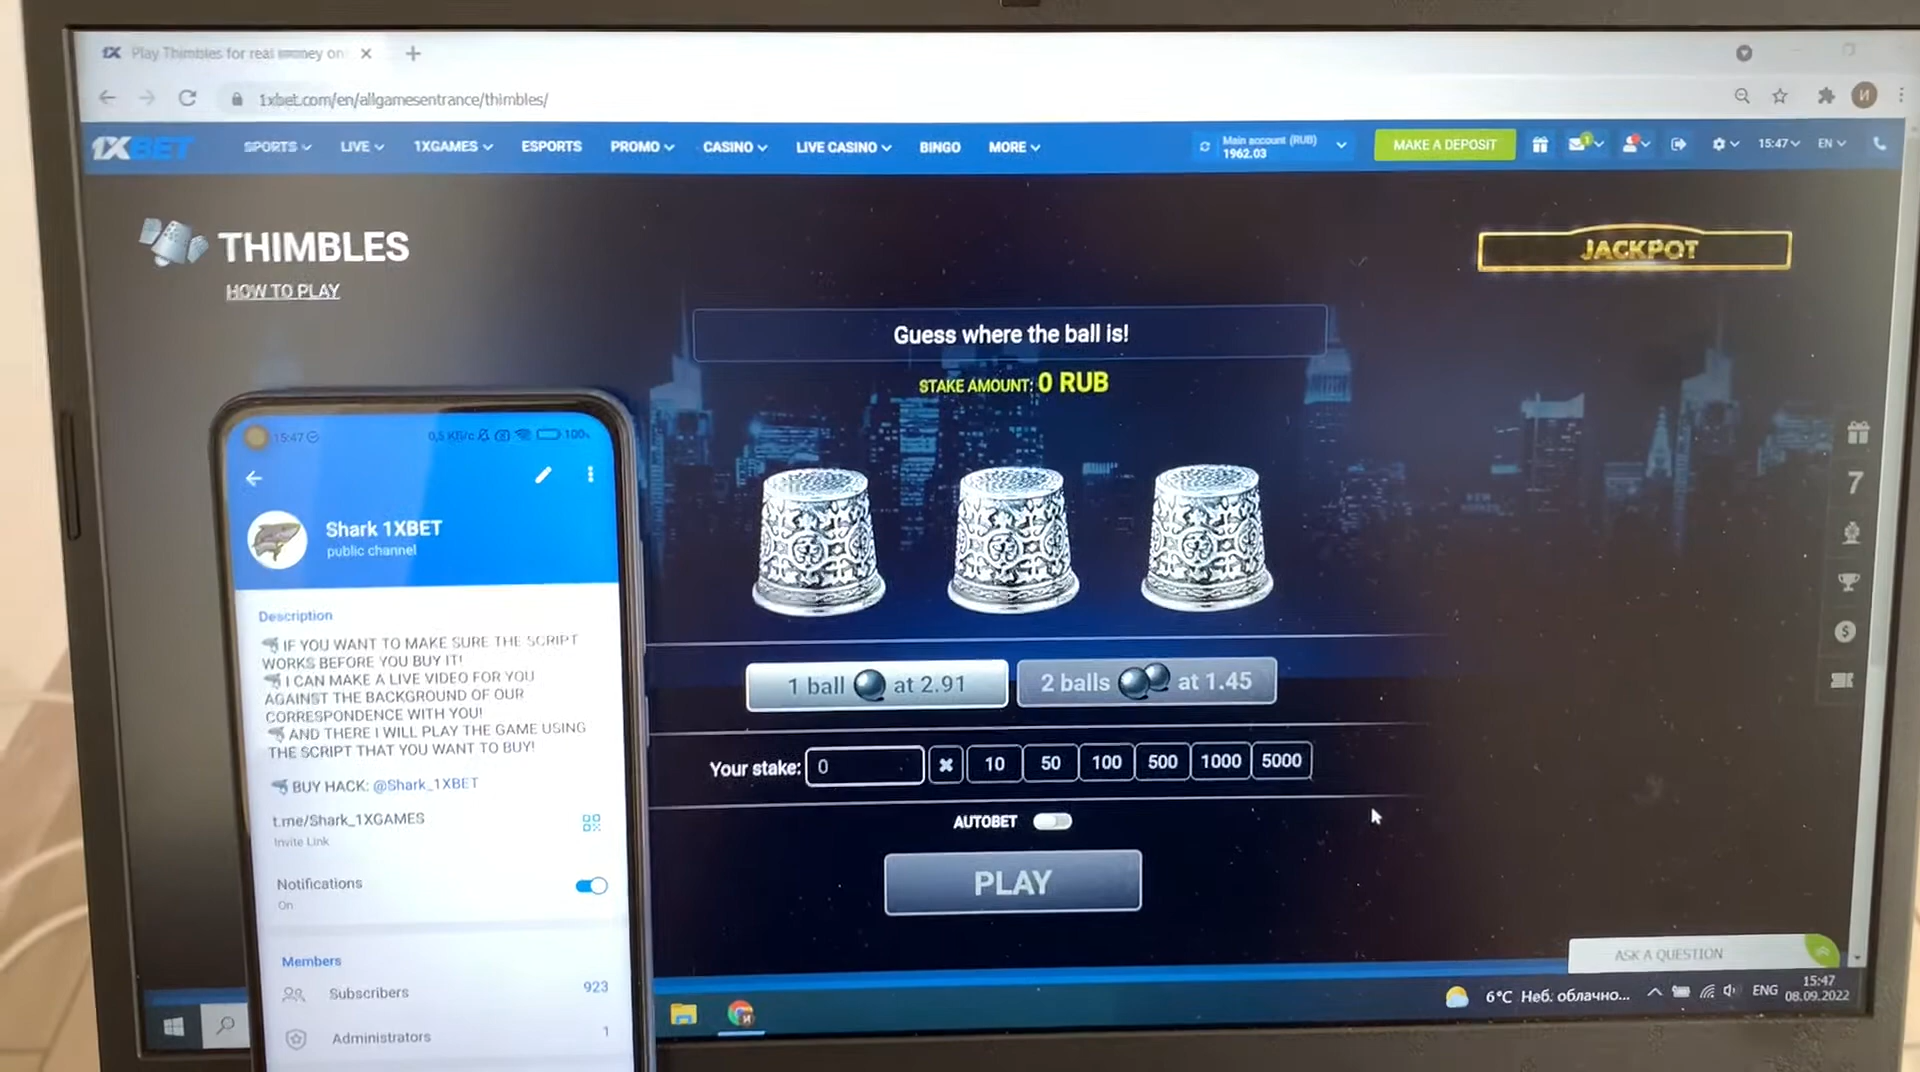 1X Play Thimbles for real money on
1xbet.com/en/allgamesentrance/thimbles/
И
1XBET
SPORTS LIVE 1XGAMES ESPORTS PROMO CASINO LIVE CASINO BINGO MORE
Main account (RUB)
1962.03
MAKE A DEPOSIT
1
15:47
EN
THIMBLES
HOW TO PLAY
JACKPOT
Guess where the ball is!
STAKE AMOUNT: 0 RUB
1 ball at 2.91
2 balls at 1.45
Your stake: 0
10 50 100 500 1000 5000
AUTOBET
PLAY
7
ASK A QUESTION
6°C Неб. облачно...
ENG
15:47
08.09.2022
15:47
0,5 КБ/с
100
Shark 1XBET
public channel
Description
IF YOU WANT TO MAKE SURE THE SCRIPT
WORKS BEFORE YOU BUY IT!
I CAN MAKE A LIVE VIDEO FOR YOU
AGAINST THE BACKGROUND OF OUR
CORRESPONDENCE WITH YOU!
AND THERE I WILL PLAY THE GAME USING
THE SCRIPT THAT YOU WANT TO BUY!
BUY HACK: @Shark_1XBET
t.me/Shark_1XGAMES
Invite Link
Notifications
On
Members
Subscribers 923
Administrators 1